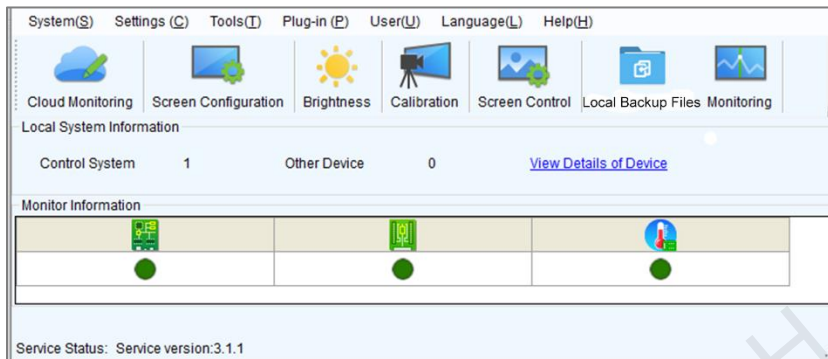 System(S) Settings (C) Tools(T) Plug-in (P) User(U) Language(L) Help(H)
Cloud Monitoring Screen Configuration Brightness Calibration Screen Control Local Backup Files Monitoring
Local System Information
Control System 1 Other Device 0 View Details of Device
Monitor Information
Service Status: Service version:3.1.1
H